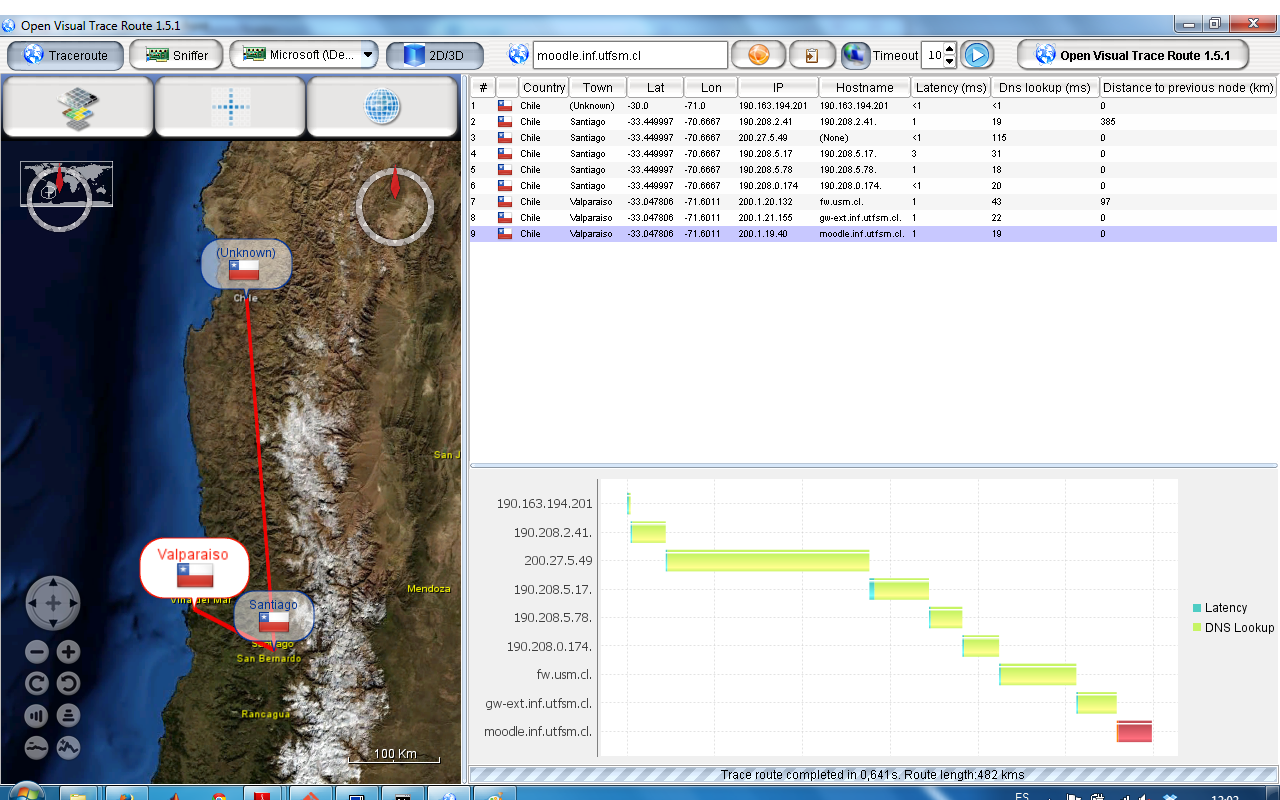 Open Visual Trace Route 1.5.1
Traceroute Sniffer Microsoft (\De... 2D/3D moodle.inf.utfsm.cl Timeout 10 Open Visual Trace Route 1.5.1
# Country Town Lat Lon IP Hostname Latency (ms) Dns lookup (ms) Distance to previous node (km)
1 Chile (Unknown) -30.0 -71.0 190.163.194.201 190.163.194.201 <1 <1 0
2 Chile Santiago -33.449997 -70.6667 190.208.2.41 190.208.2.41. 1 19 385
3 Chile Santiago -33.449997 -70.6667 200.27.5.49 (None) <1 115 0
4 Chile Santiago -33.449997 -70.6667 190.208.5.17 190.208.5.17. 3 31 0
5 Chile Santiago -33.449997 -70.6667 190.208.5.78 190.208.5.78. 1 18 0
6 Chile Santiago -33.449997 -70.6667 190.208.0.174 190.208.0.174. <1 20 0
7 Chile Valparaiso -33.047806 -71.6011 200.1.20.132 fw.usm.cl. 1 43 97
8 Chile Valparaiso -33.047806 -71.6011 200.1.21.155 gw-ext.inf.utfsm.cl. 1 22 0
9 Chile Valparaiso -33.047806 -71.6011 200.1.19.40 moodle.inf.utfsm.cl. 1 19 0
(Unknown)
Chile
San J
Valparaiso
Mendoza
Viña del Mar
Santiago
Santiago
San Bernardo
Rancagua
100 Km
190.163.194.201
190.208.2.41.
200.27.5.49
190.208.5.17.
190.208.5.78.
190.208.0.174.
fw.usm.cl.
gw-ext.inf.utfsm.cl.
moodle.inf.utfsm.cl.
Latency
DNS Lookup
Trace route completed in 0,641s. Route length:482 kms
ES